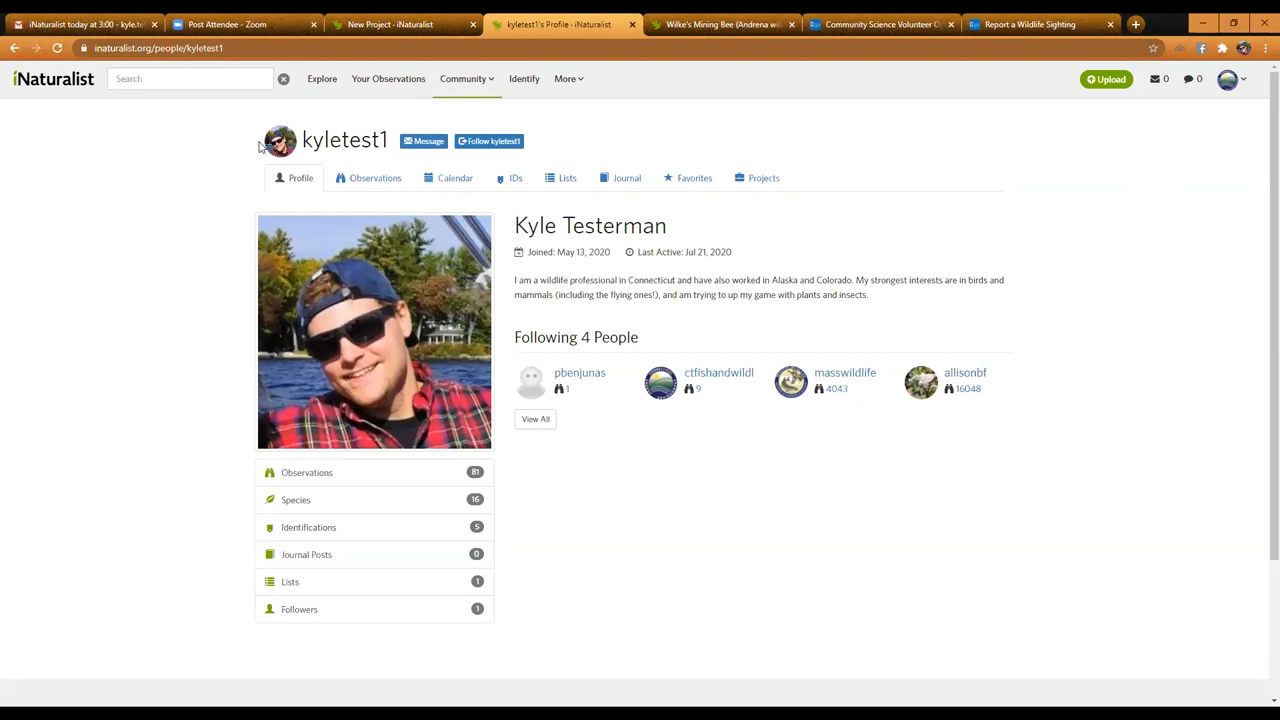 iNaturalist today at 3:00 - kyle.te
Post Attendee - Zoom
New Project - iNaturalist
kyletest1's Profile - iNaturalist
Wilke's Mining Bee (Andrena wil
Community Science Volunteer O
Report a Wildlife Sighting
inaturalist.org/people/kyletest1
iNaturalist
Search
Explore
Your Observations
Community
Identify
More
Upload
0
0
kyletest1
Message
Follow kyletest1
Profile
Observations
Calendar
IDs
Lists
Journal
Favorites
Projects
Kyle Testerman
Joined: May 13, 2020
Last Active: Jul 21, 2020
I am a wildlife professional in Connecticut and have also worked in Alaska and Colorado. My strongest interests are in birds and
mammals (including the flying ones!), and am trying to up my game with plants and insects.
Following 4 People
pbenjunas
1
ctfishandwildl
9
masswildlife
4043
allisonbf
16048
View All
Observations 81
Species 16
Identifications 5
Journal Posts 0
Lists 1
Followers 1